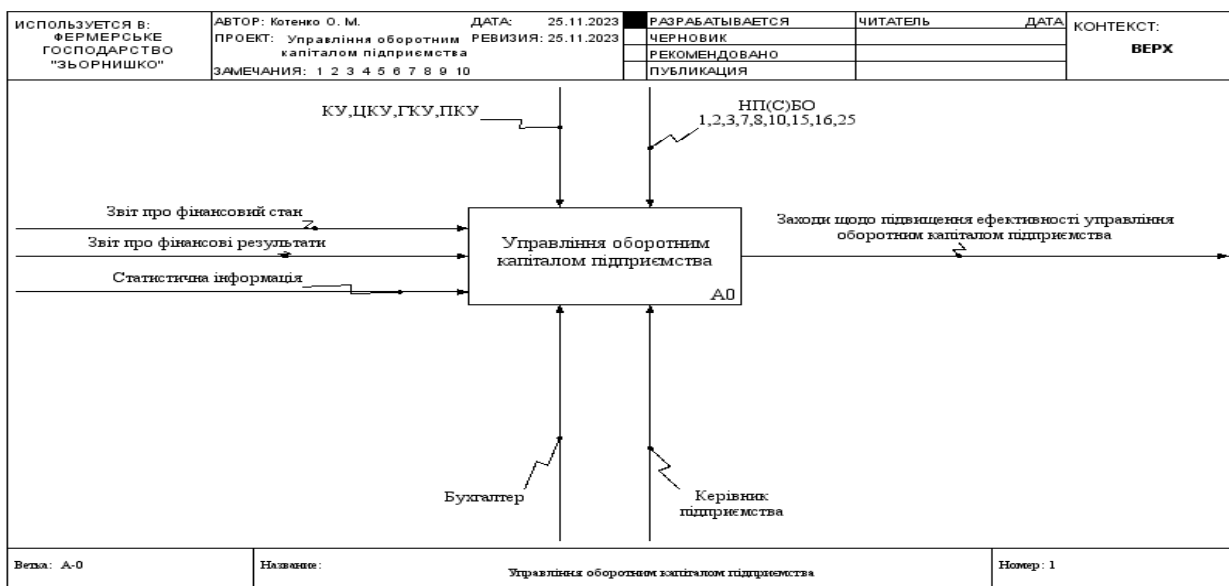 ИСПОЛЬЗУЕТСЯ В:
ФЕРМЕРСЬКЕ
ГОСПОДАРСТВО
"ЗЬОРНИШКО"
АВТОР: Котенко О. М.
ДАТА: 25.11.2023
ПРОЕКТ: Управління оборотним
капіталом підприємства
РЕВИЗИЯ: 25.11.2023
ЗАМЕЧАНИЯ: 1 2 3 4 5 6 7 8 9 10
РАЗРАБАТЫВАЕТСЯ
ЧЕРНОВИК
РЕКОМЕНДОВАНО
ПУБЛИКАЦИЯ
ЧИТАТЕЛЬ ДАТА
КОНТЕКСТ:
ВЕРХ
КУ,ЦКУ,ГКУ,ПКУ
НП(С)БО
1,2,3,7,8,10,15,16,25
Звіт про фінансовий стан
Звіт про фінансові результати
Статистична інформація
Управління оборотним
капіталом підприємства
A0
Заходи щодо підвищення ефективності управління
оборотним капіталом підприємства
Бухгалтер
Керівник
підприємства
Ветка: A-0
Название:
Управління оборотним капіталом підприємства
Номер: 1